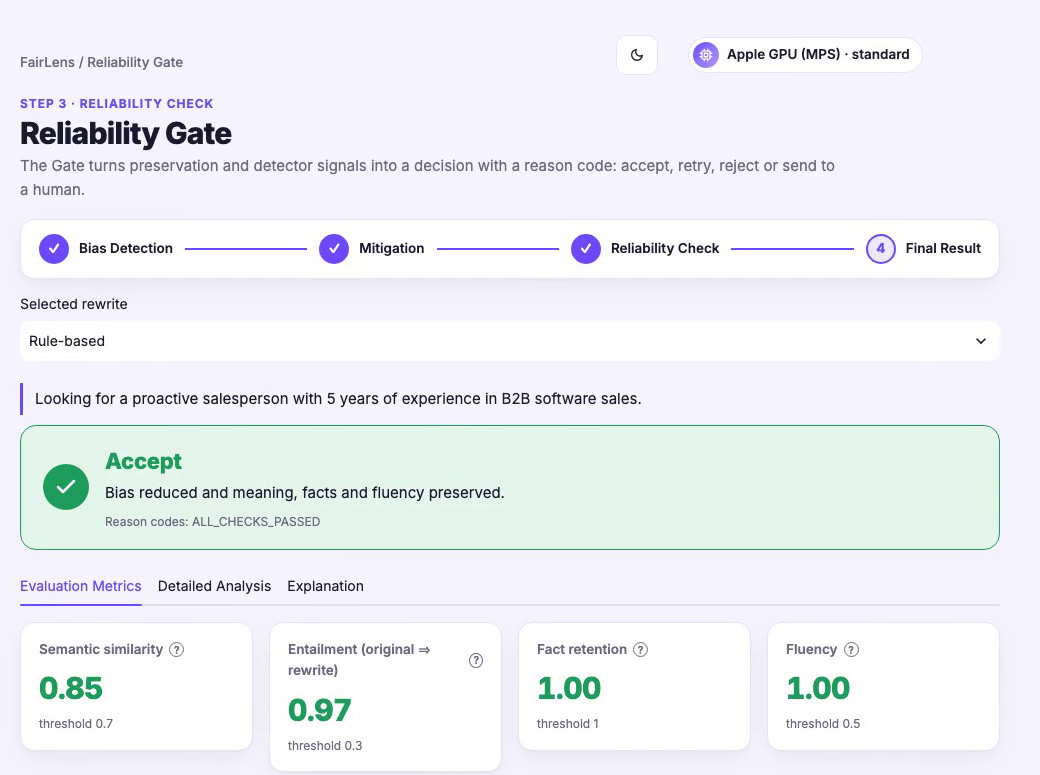 FairLens / Reliability Gate
Apple GPU (MPS) · standard
STEP 3 · RELIABILITY CHECK
Reliability Gate
The Gate turns preservation and detector signals into a decision with a reason code: accept, retry, reject or send to
a human.
Bias Detection
Mitigation
Reliability Check
4 Final Result
Selected rewrite
Rule-based
Looking for a proactive salesperson with 5 years of experience in B2B software sales.
Accept
Bias reduced and meaning, facts and fluency preserved.
Reason codes: ALL_CHECKS_PASSED
Evaluation Metrics Detailed Analysis Explanation
Semantic similarity ?
0.85
threshold 0.7
Entailment (original ⇒
rewrite) ?
0.97
threshold 0.3
Fact retention ?
1.00
threshold 1
Fluency ?
1.00
threshold 0.5